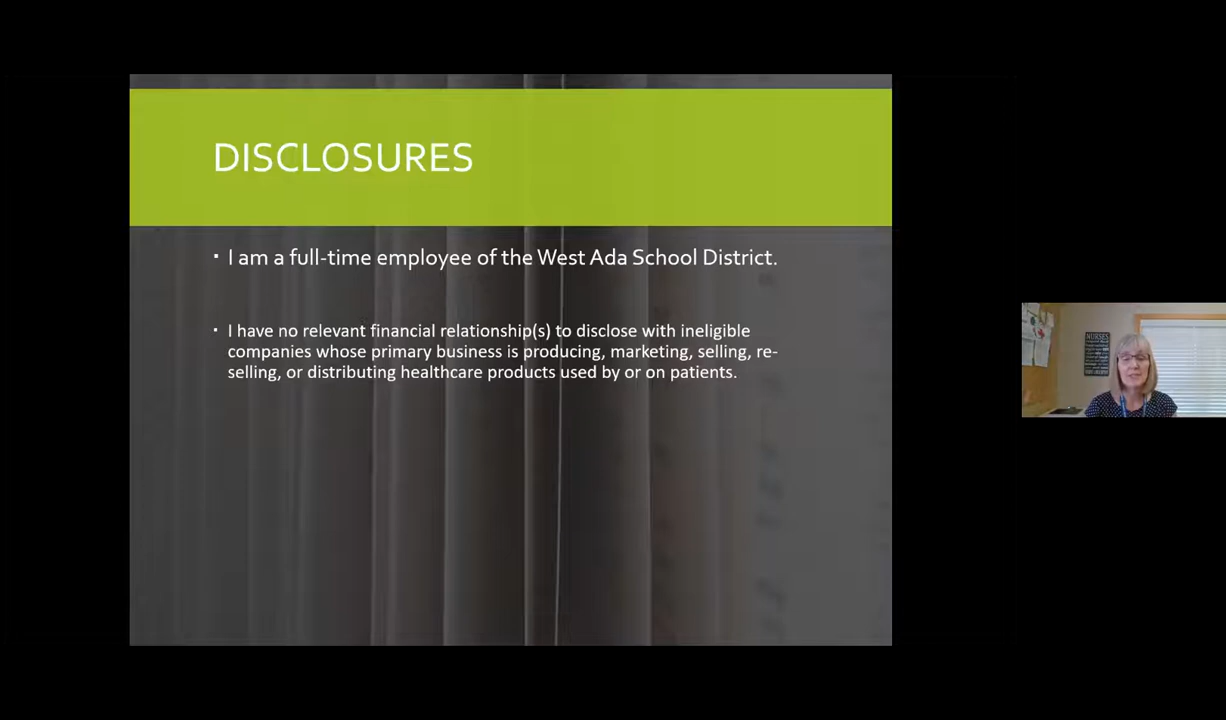 DISCLOSURES
▪ I am a full-time employee of the West Ada School District.
▪ I have no relevant financial relationship(s) to disclose with ineligible
companies whose primary business is producing, marketing, selling, re-
selling, or distributing healthcare products used by or on patients.
NURSES